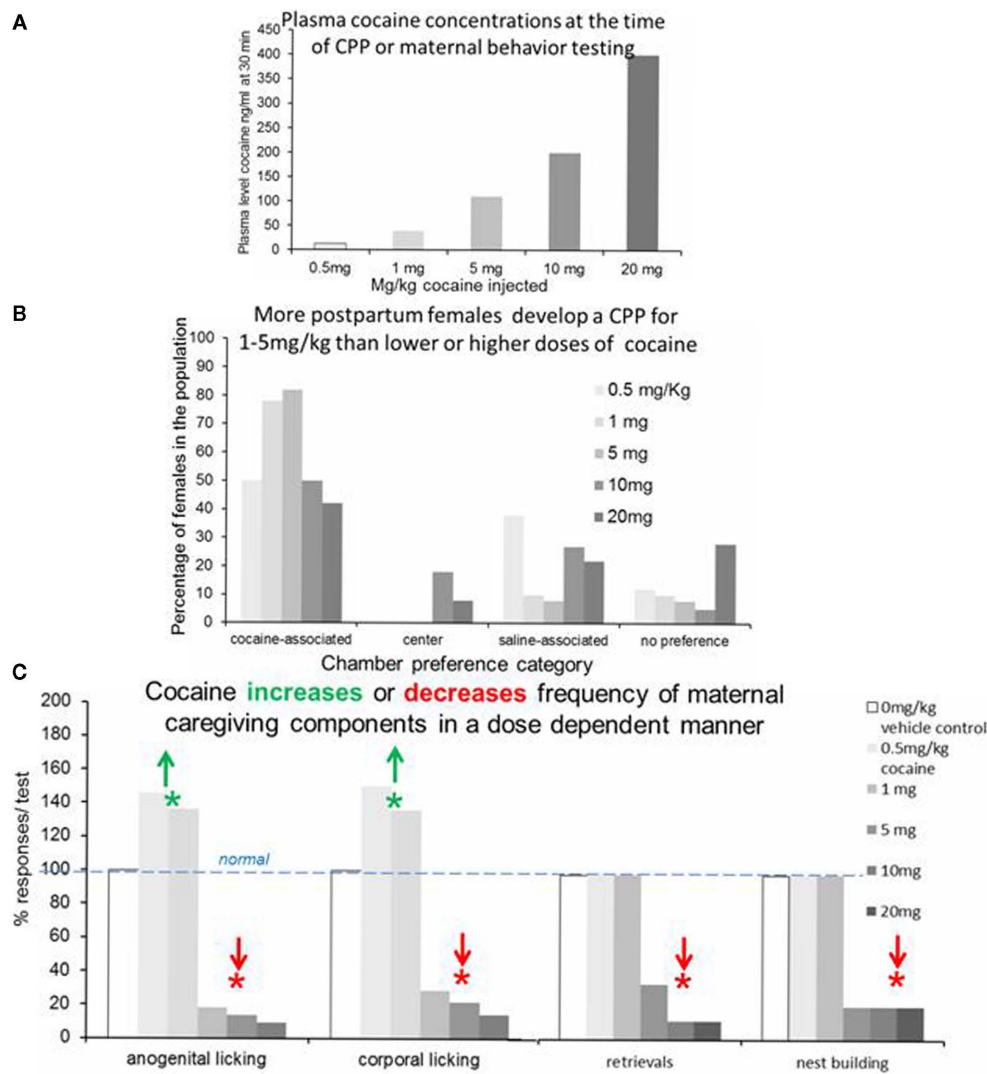 A
Plasma cocaine concentrations at the time
of CPP or maternal behavior testing
Plasma level cocaine ng/ml at 30 min
450
400
350
300
250
200
150
100
50
0
0.5mg
1 mg
5 mg
10 mg
20 mg
Mg/kg cocaine injected
B
More postpartum females develop a CPP for
1-5mg/kg than lower or higher doses of cocaine
Percentage of females in the population
100
90
80
70
60
50
40
30
20
10
0
0.5 mg/Kg
1 mg
5 mg
10mg
20mg
cocaine-associated
center
saline-associated
no preference
Chamber preference category
C
Cocaine increases or decreases frequency of maternal
caregiving components in a dose dependent manner
% responses/ test
200
180
160
140
120
100
80
60
40
20
0
normal
0mg/kg
vehicle control
0.5mg/kg
cocaine
1 mg
5 mg
10mg
20mg
*
*
*
*
*
*
anogenital licking
corporal licking
retrievals
nest building